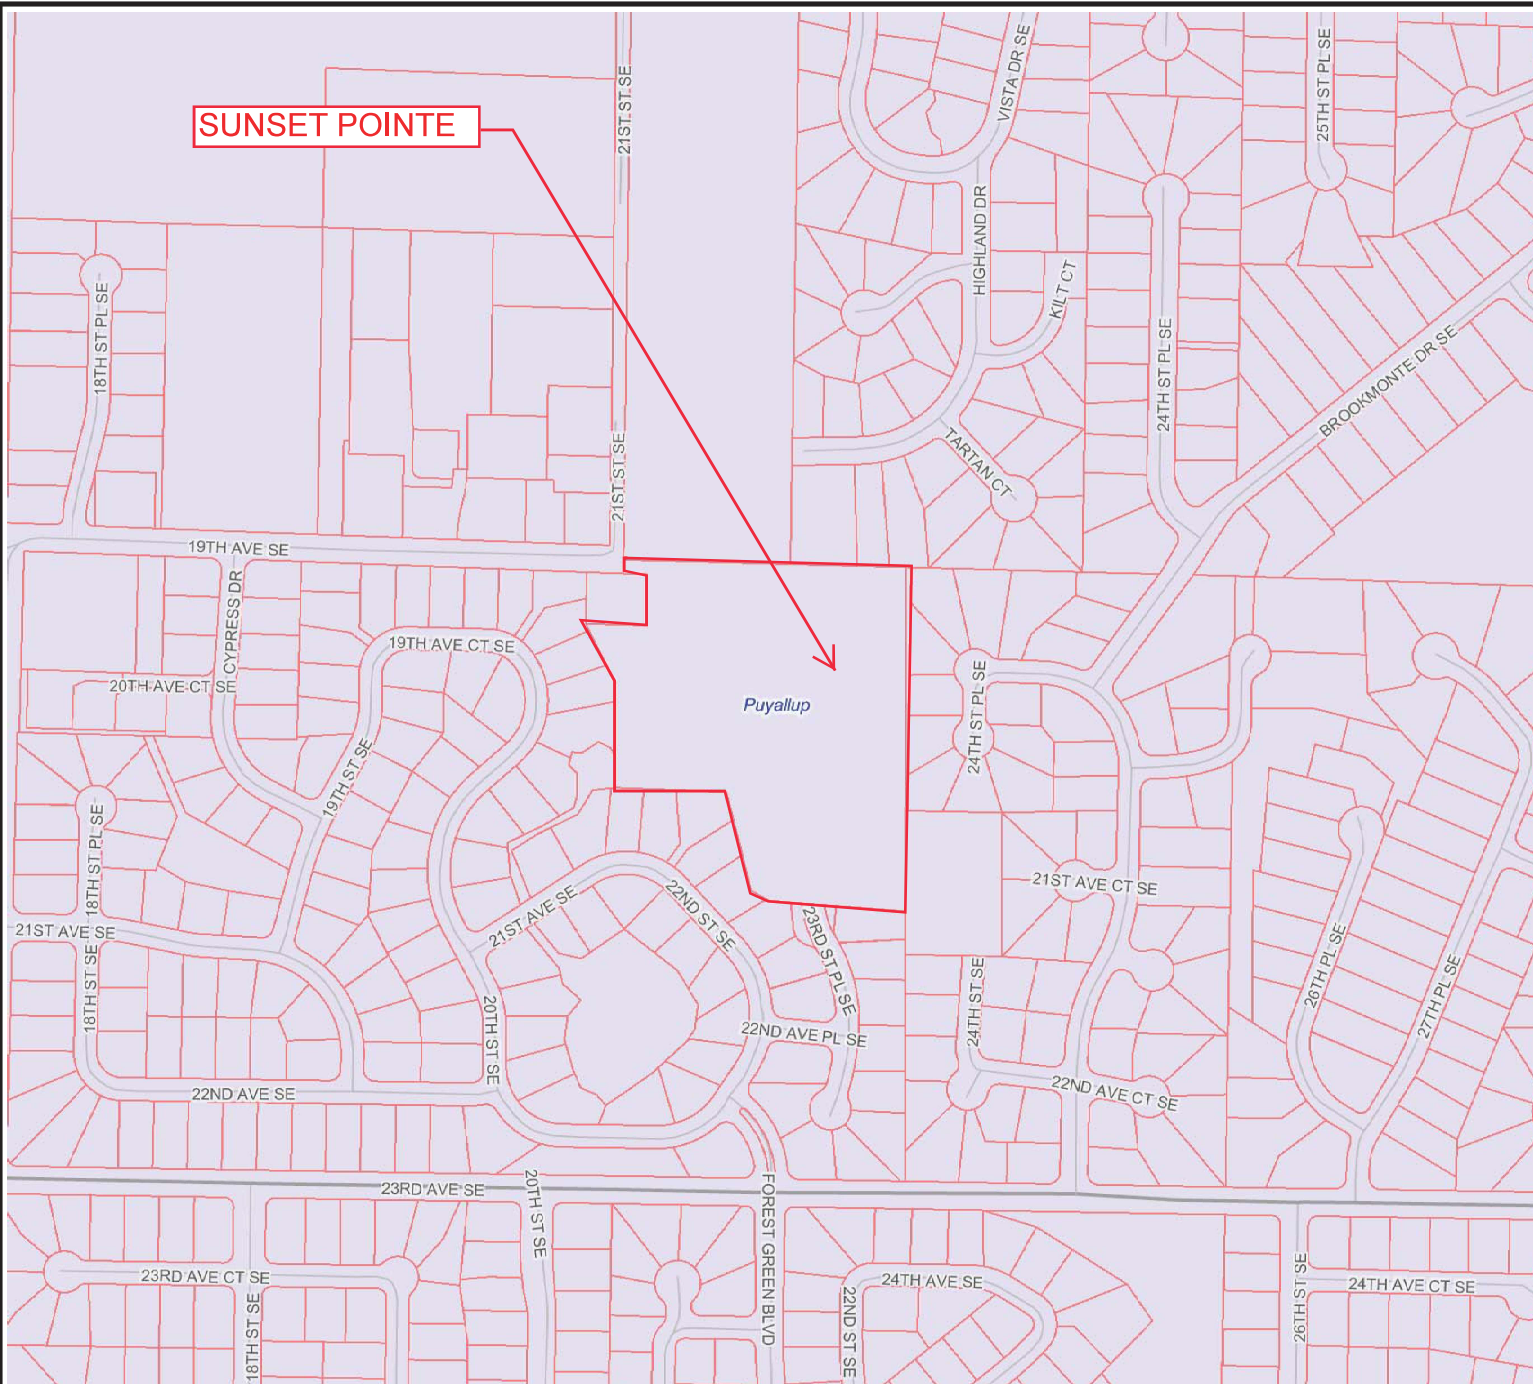 21ST ST SE
VISTA DR SE
25TH ST PL SE
SUNSET POINTE
HIGHLAND DR
KILT CT
18TH ST PL SE
24TH ST PL SE
BROOKMONTE DR SE
21ST ST SE
TARTAN CT
19TH AVE SE
CYPRESS DR
19TH AVE CT SE
20TH AVE CT SE
24TH ST PL SE
Puyallup
19TH ST SE
18TH ST PL SE
21ST AVE CT SE
21ST AVE SE
22ND ST SE
21ST AVE SE
23RD ST PL SE
18TH ST SE
20TH ST SE
24TH ST SE
26TH PL SE
27TH PL SE
22ND AVE PL SE
22ND AVE SE
22ND AVE CT SE
23RD AVE SE
20TH ST SE
FOREST GREEN BLVD
23RD AVE CT SE
24TH AVE SE
24TH AVE CT SE
18TH ST SE
22ND ST SE
26TH ST SE